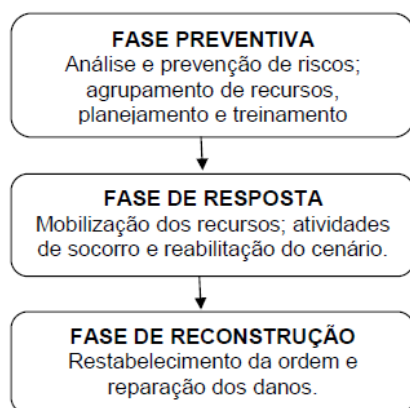 FASE PREVENTIVA
Análise e prevenção de riscos;
agrupamento de recursos,
planejamento e treinamento
FASE DE RESPOSTA
Mobilização dos recursos; atividades
de socorro e reabilitação do cenário.
FASE DE RECONSTRUÇÃO
Restabelecimento da ordem e
reparação dos danos.